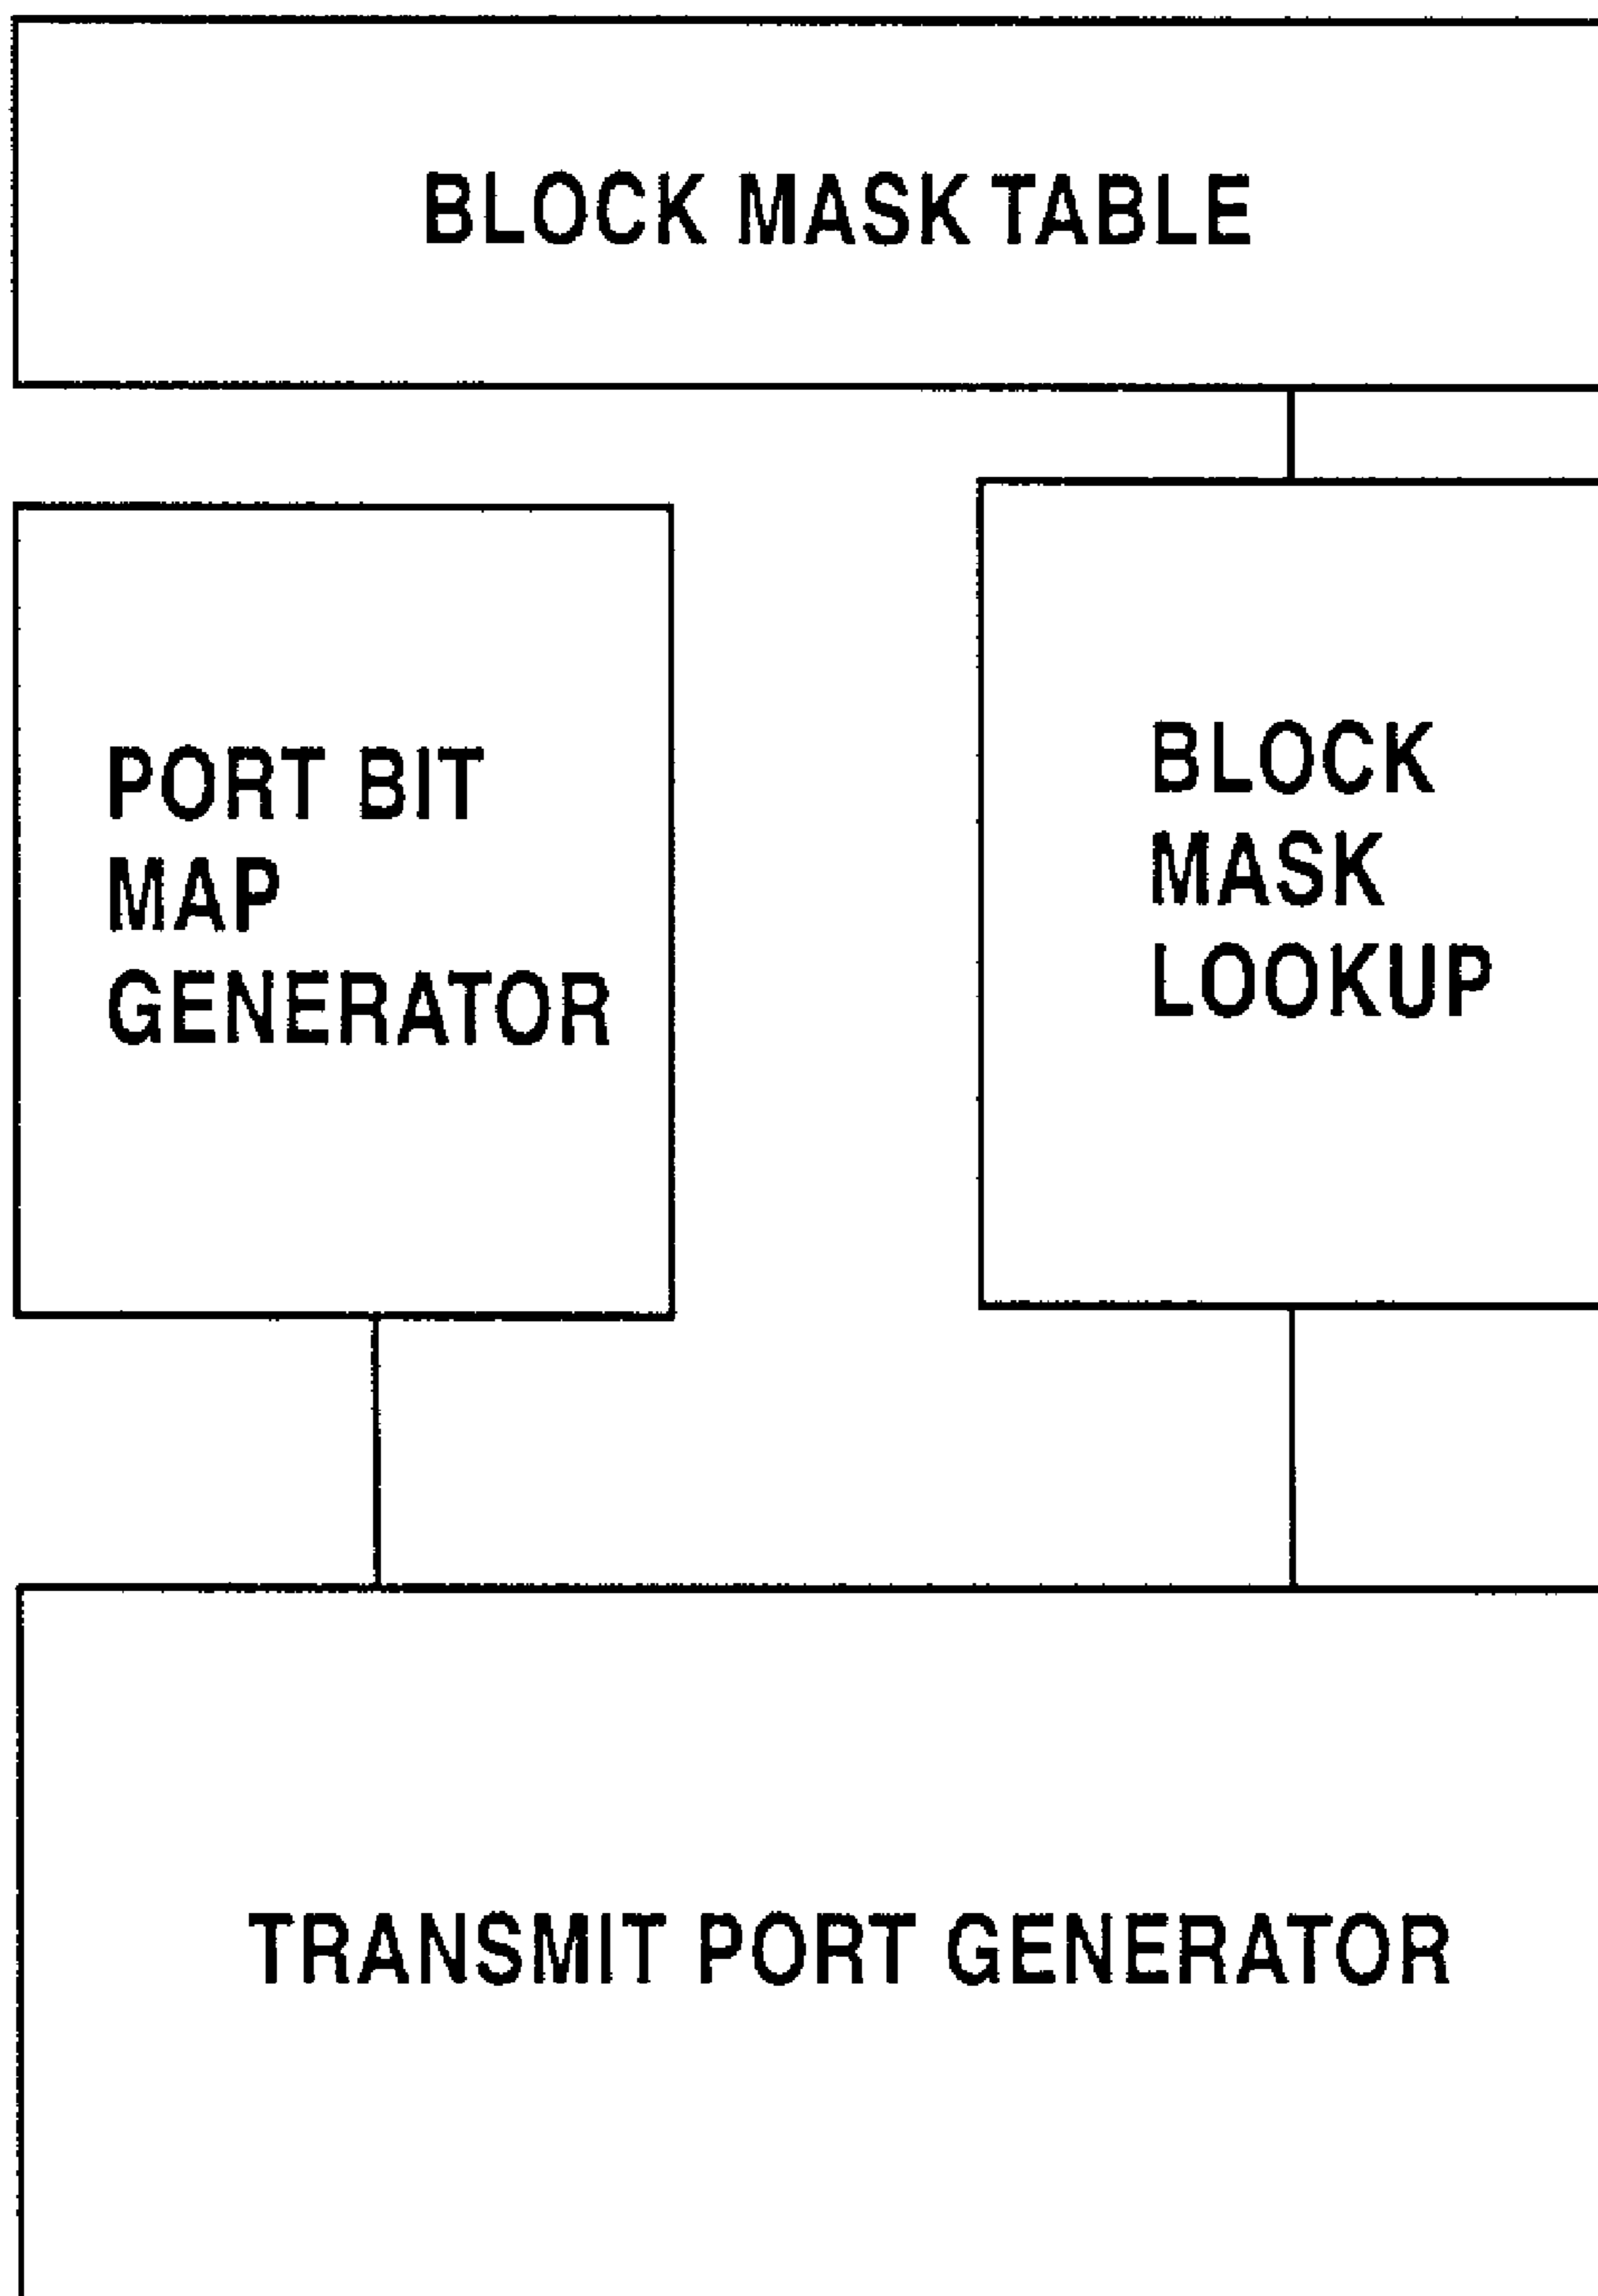 BLOCK MASK TABLE
PORT BIT
MAP
GENERATOR
BLOCK
MASK
LOOKUP
TRANSMIT PORT GENERATOR